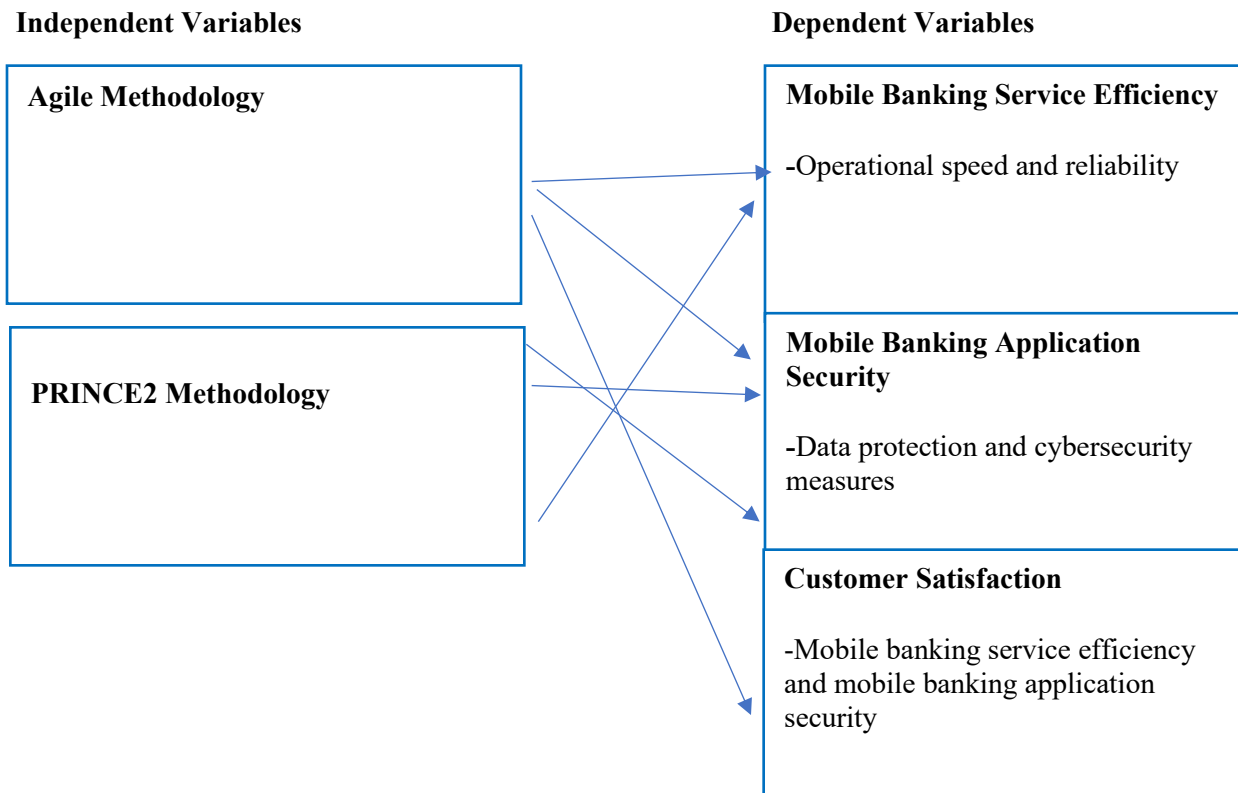 Independent Variables
Dependent Variables
Agile Methodology
PRINCE2 Methodology
Mobile Banking Service Efficiency
-Operational speed and reliability
Mobile Banking Application
Security
-Data protection and cybersecurity
measures
Customer Satisfaction
-Mobile banking service efficiency
and mobile banking application
security